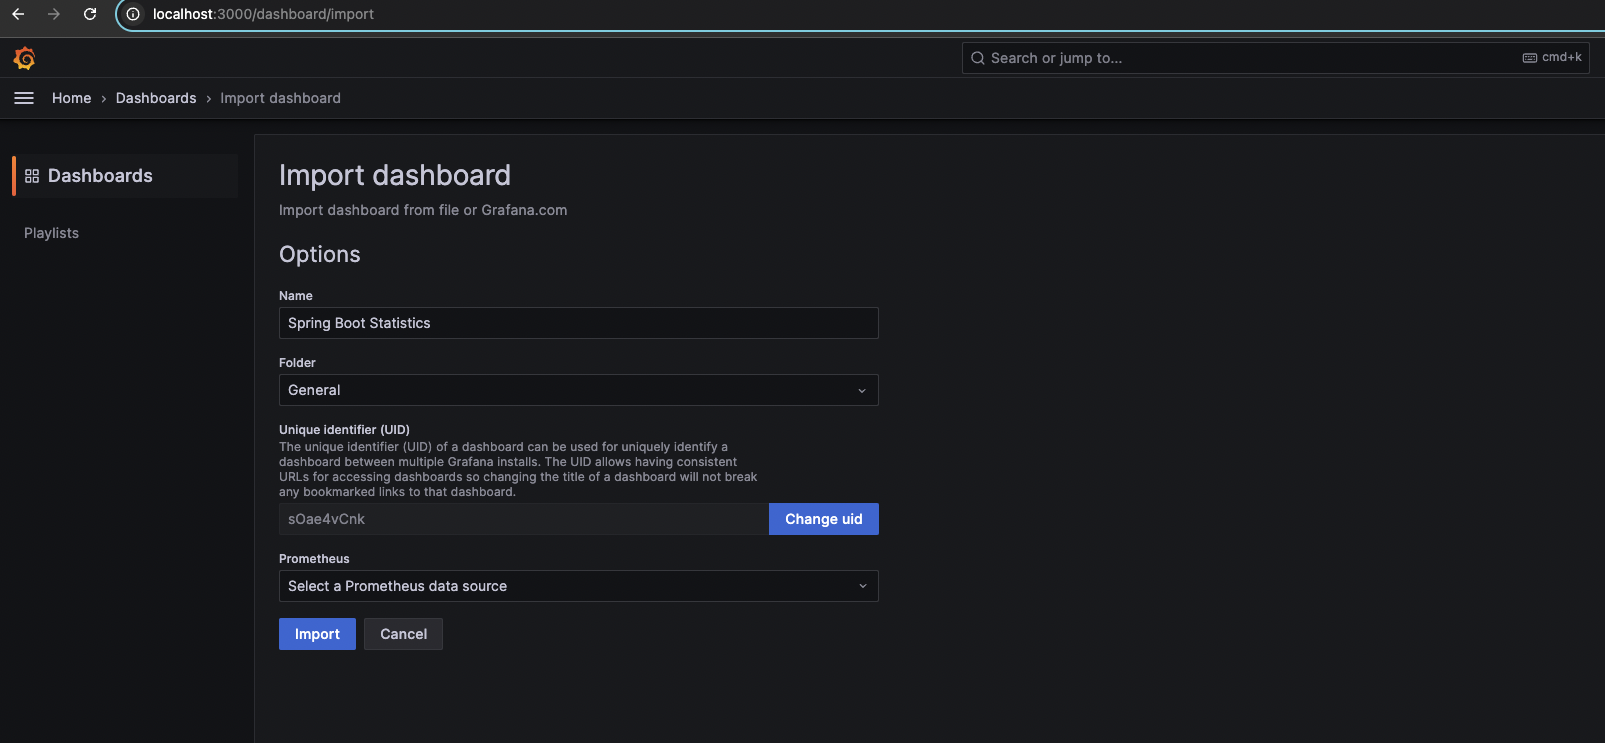 localhost:3000/dashboard/import
Search or jump to...
cmd+k
Home › Dashboards › Import dashboard
Dashboards
Playlists
Import dashboard
Import dashboard from file or Grafana.com
Options
Name
Spring Boot Statistics
Folder
General
Unique identifier (UID)
The unique identifier (UID) of a dashboard can be used for uniquely identify a
dashboard between multiple Grafana installs. The UID allows having consistent
URLs for accessing dashboards so changing the title of a dashboard will not break
any bookmarked links to that dashboard.
sOae4vCnk
Change uid
Prometheus
Select a Prometheus data source
Import
Cancel